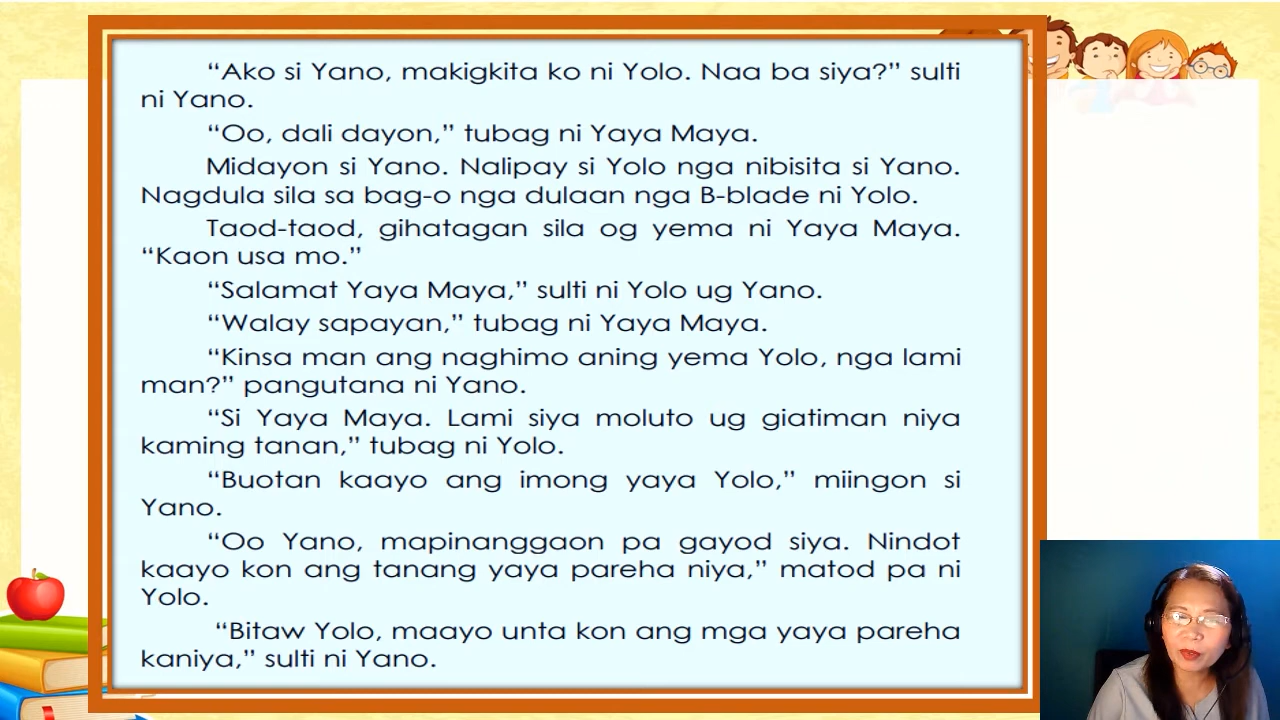 “Ako si Yano, makigkita ko ni Yolo. Naa ba siya?” sulti
ni Yano.
“Oo, dali dayon,” tubag ni Yaya Maya.
Midayon si Yano. Nalipay si Yolo nga nibisita si Yano.
Nagdula sila sa bag-o nga dulaan nga B-blade ni Yolo.
Taod-taod, gihatagan sila og yema ni Yaya Maya.
“Kaon usa mo.”
“Salamat Yaya Maya,” sulti ni Yolo ug Yano.
“Walay sapayan,” tubag ni Yaya Maya.
“Kinsa man ang naghimo aning yema Yolo, nga lami
man?” pangutana ni Yano.
“Si Yaya Maya. Lami siya moluto ug giatiman niya
kaming tanan,” tubag ni Yolo.
“Buotan kaayo ang imong yaya Yolo,” miingon si
Yano.
“Oo Yano, mapinanggaon pa gayod siya. Nindot
kaayo kon ang tanang yaya pareha niya,” matod pa ni
Yolo.
“Bitaw Yolo, maayo unta kon ang mga yaya pareha
kaniya,” sulti ni Yano.